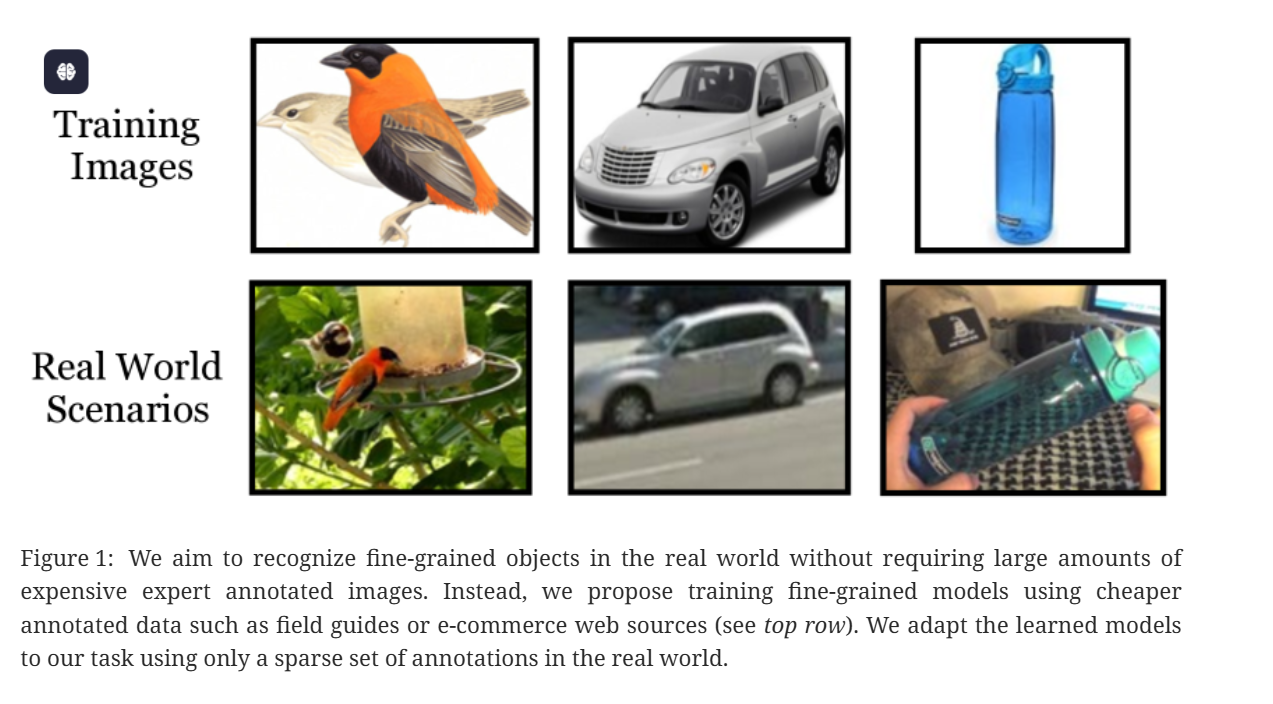 Training
Images
Real World
Scenarios
Figure 1: We aim to recognize fine-grained objects in the real world without requiring large amounts of
expensive expert annotated images. Instead, we propose training fine-grained models using cheaper
annotated data such as field guides or e-commerce web sources (see top row). We adapt the learned models
to our task using only a sparse set of annotations in the real world.